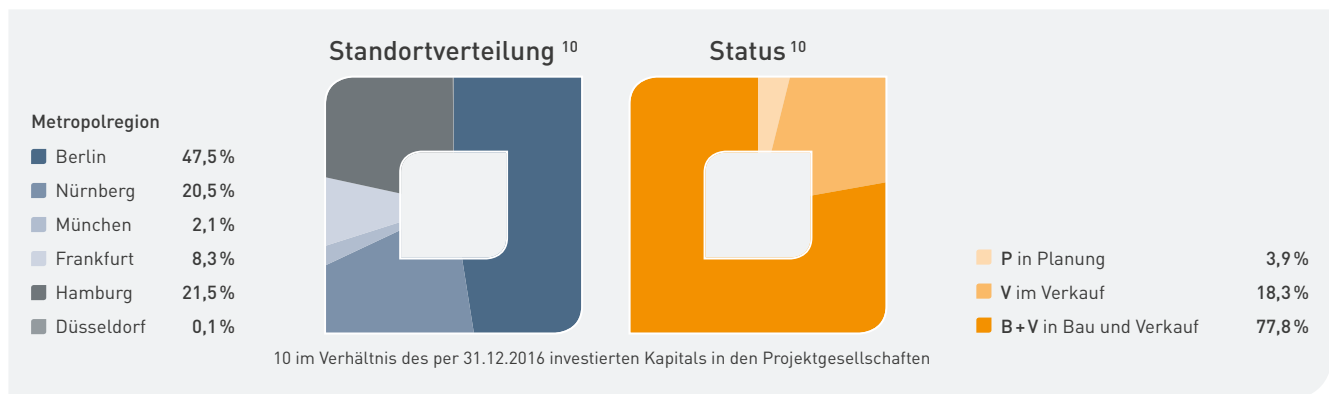 Standortverteilung 10
Status 10
Metropolregion
Berlin 47,5 %
Nürnberg 20,5 %
München 2,1 %
Frankfurt 8,3 %
Hamburg 21,5 %
Düsseldorf 0,1 %
P in Planung 3,9 %
V im Verkauf 18,3 %
B + V in Bau und Verkauf 77,8 %
10 im Verhältnis des per 31.12.2016 investierten Kapitals in den Projektgesellschaften